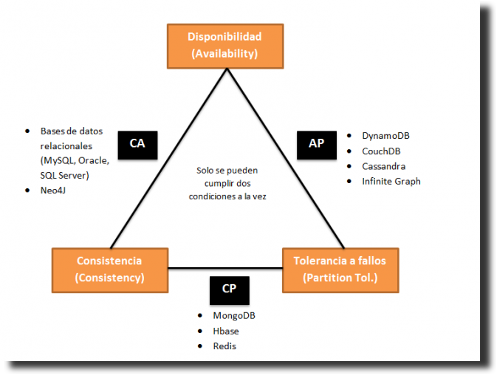 Disponibilidad
(Availability)
• Bases de datos
relacionales
(MySQL, Oracle,
SQL Server)
• Neo4J
CA
AP
• DynamoDB
• CouchDB
• Cassandra
• Infinite Graph
Solo se pueden
cumplir dos
condiciones a la vez
Consistencia
(Consistency)
Tolerancia a fallos
(Partition Tol.)
CP
• MongoDB
• Hbase
• Redis